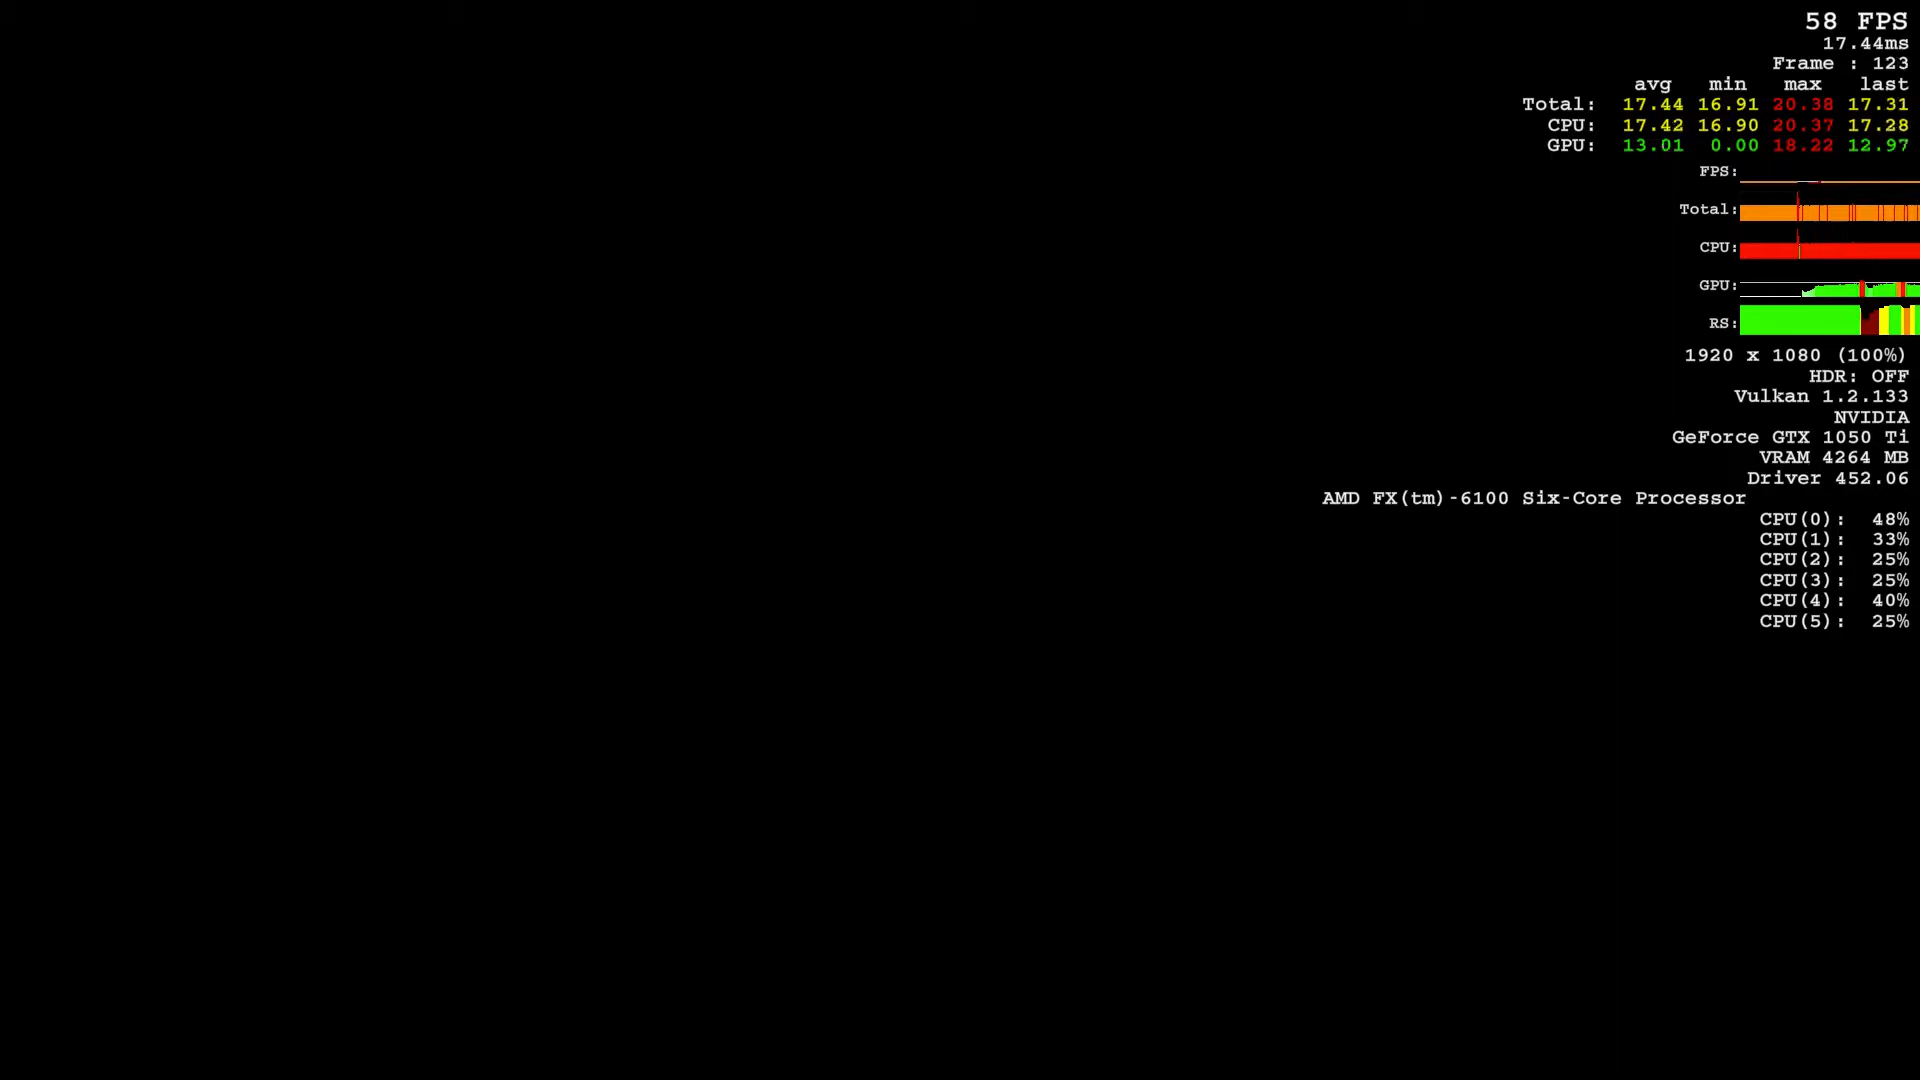 58 FPS
17.44ms
Frame : 123
avg min max last
Total: 17.44 16.91 20.38 17.31
CPU: 17.42 16.90 20.37 17.28
GPU: 13.01 0.00 18.22 12.97
FPS:
Total:
CPU:
GPU:
RS:
1920 x 1080 (100%)
HDR: OFF
Vulkan 1.2.133
NVIDIA
GeForce GTX 1050 Ti
VRAM 4264 MB
Driver 452.06
AMD FX(tm)-6100 Six-Core Processor
CPU(0): 48%
CPU(1): 33%
CPU(2): 25%
CPU(3): 25%
CPU(4): 40%
CPU(5): 25%